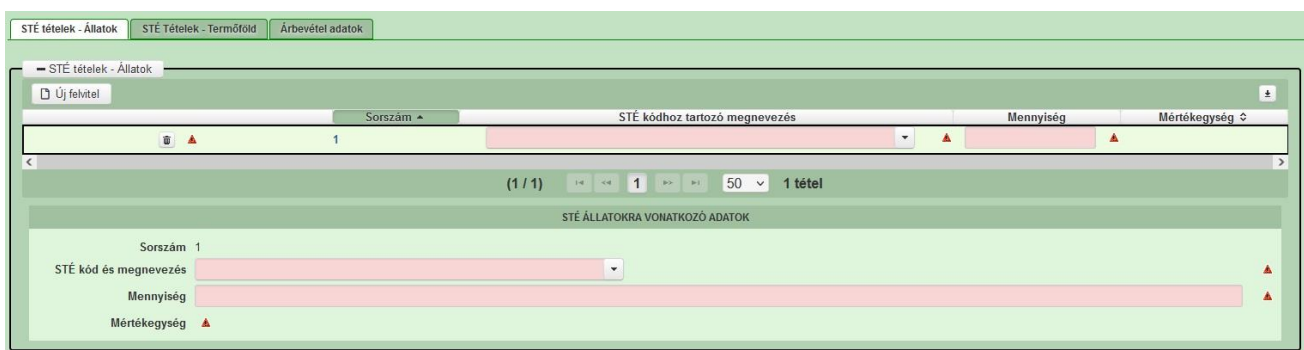 STÉ tételek - Állatok STÉ Tételek - Termőföld Árbevétel adatok
STÉ tételek - Állatok
Új felvitel
Sorszám STÉ kódhoz tartozó megnevezés Mennyiség Mértékegység
1
(1 / 1) 1 50 1 tétel
STÉ ÁLLATOKRA VONATKOZÓ ADATOK
Sorszám 1
STÉ kód és megnevezés
Mennyiség
Mértékegység